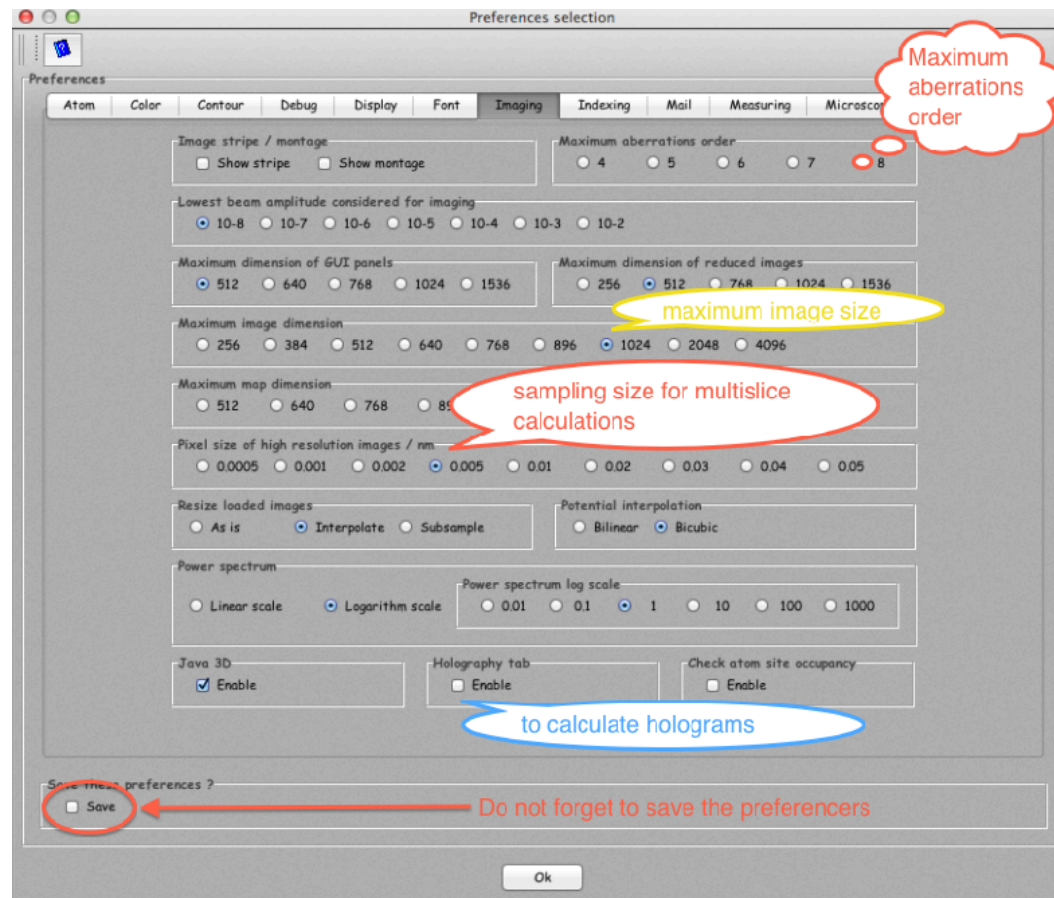 Preferences selection
Preferences
Atom Color Contour Debug Display Font Imaging Indexing Mail Measuring
Maximum
aberrations
order
Image stripe / montage
Show stripe Show montage
Maximum aberrations order
4 5 6 7 8
Lowest beam amplitude considered for imaging
10-8 10-7 10-6 10-5 10-4 10-3 10-2
Maximum dimension of GUI panels
512 640 768 1024 1536
Maximum dimension of reduced images
256 512 768 1024 1536
maximum image size
Maximum image dimension
256 384 512 640 768 896 1024 2048 4096
Maximum map dimension
512 640 768
sampling size for multislice
calculations
Pixel size of high resolution images / nm
0.0005 0.001 0.002 0.005 0.01 0.02 0.03 0.04 0.05
Resize loaded images
As is Interpolate Subsample
Potential interpolation
Bilinear Bicubic
Power spectrum
Linear scale Logarithm scale
Power spectrum log scale
0.01 0.1 1 10 100 1000
Java 3D
Enable
Holography tab
Enable
Check atom site occupancy
Enable
to calculate holograms
Save these preferences ?
Save
Do not forget to save the preferencers
Ok